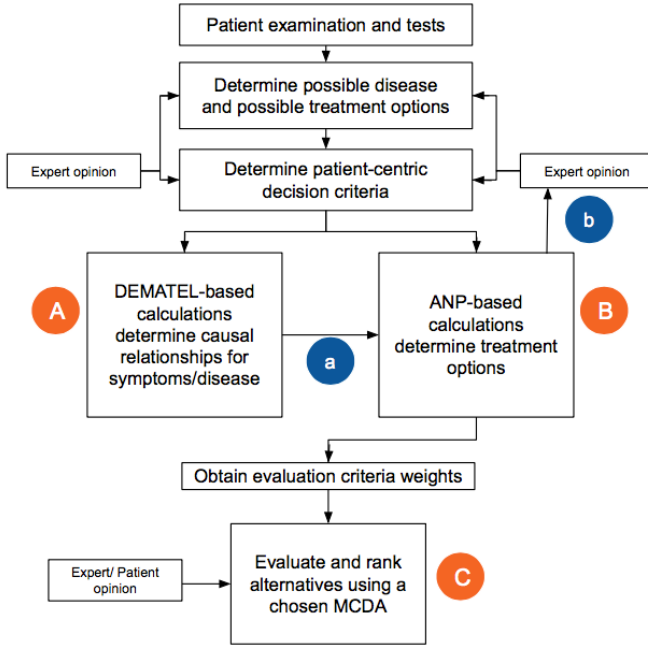 Patient examination and tests
Determine possible disease
and possible treatment options
Expert opinion
Determine patient-centric
decision criteria
Expert opinion
b
A
DEMATEL-based
calculations
determine causal
relationships for
symptoms/disease
a
ANP-based
calculations
determine treatment
options
B
Obtain evaluation criteria weights
Expert/ Patient
opinion
Evaluate and rank
alternatives using a
chosen MCDA
C